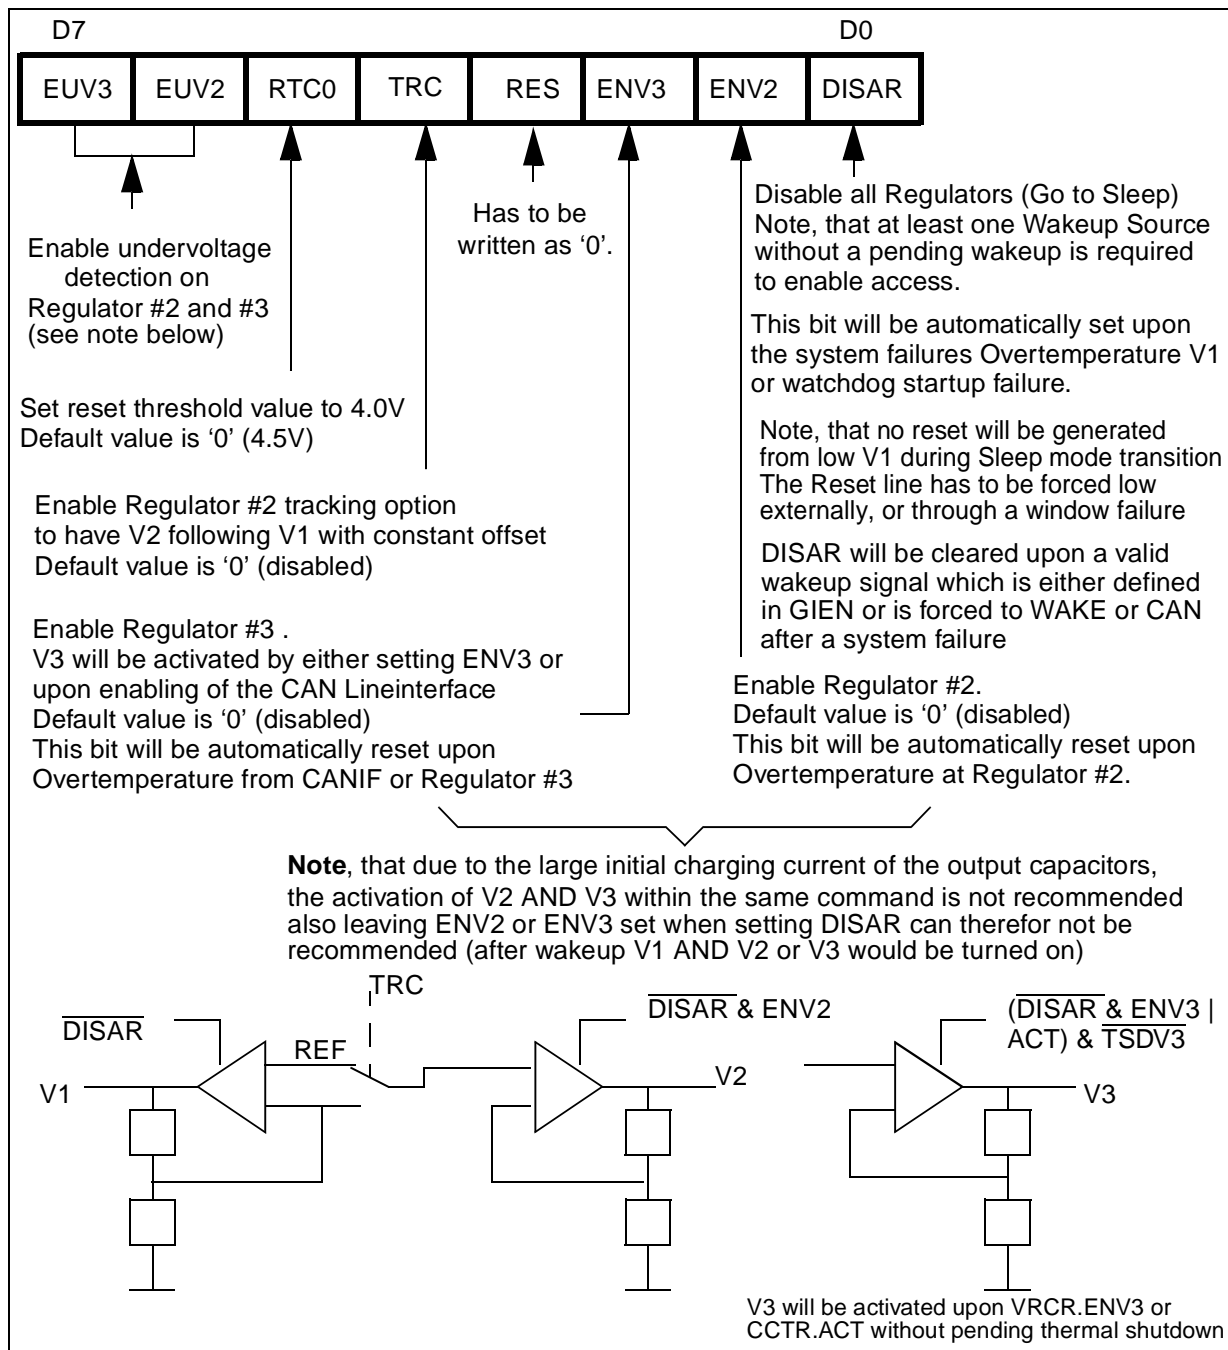 D7 D0
EUV3 EUV2 RTC0 TRC RES ENV3 ENV2 DISAR
Enable undervoltage
detection on
Regulator #2 and #3
(see note below)
Has to be
written as ‘0’.
Disable all Regulators (Go to Sleep)
Note, that at least one Wakeup Source
without a pending wakeup is required
to enable access.
This bit will be automatically set upon
the system failures Overtemperature V1
or watchdog startup failure.
Note, that no reset will be generated
from low V1 during Sleep mode transition
The Reset line has to be forced low
externally, or through a window failure
DISAR will be cleared upon a valid
wakeup signal which is either defined
in GIEN or is forced to WAKE or CAN
after a system failure
Set reset threshold value to 4.0V
Default value is ‘0’ (4.5V)
Enable Regulator #2 tracking option
to have V2 following V1 with constant offset
Default value is ‘0’ (disabled)
Enable Regulator #3 .
V3 will be activated by either setting ENV3 or
upon enabling of the CAN Lineinterface
Default value is ‘0’ (disabled)
This bit will be automatically reset upon
Overtemperature from CANIF or Regulator #3
Enable Regulator #2.
Default value is ‘0’ (disabled)
This bit will be automatically reset upon
Overtemperature at Regulator #2.
Note, that due to the large initial charging current of the output capacitors,
the activation of V2 AND V3 within the same command is not recommended
also leaving ENV2 or ENV3 set when setting DISAR can therefor not be
recommended (after wakeup V1 AND V2 or V3 would be turned on)
TRC
DISAR
DISAR & ENV2
(DISAR & ENV3 |
ACT) & TSDV3
REF
V1
V2
V3
V3 will be activated upon VRCR.ENV3 or
CCTR.ACT without pending thermal shutdown